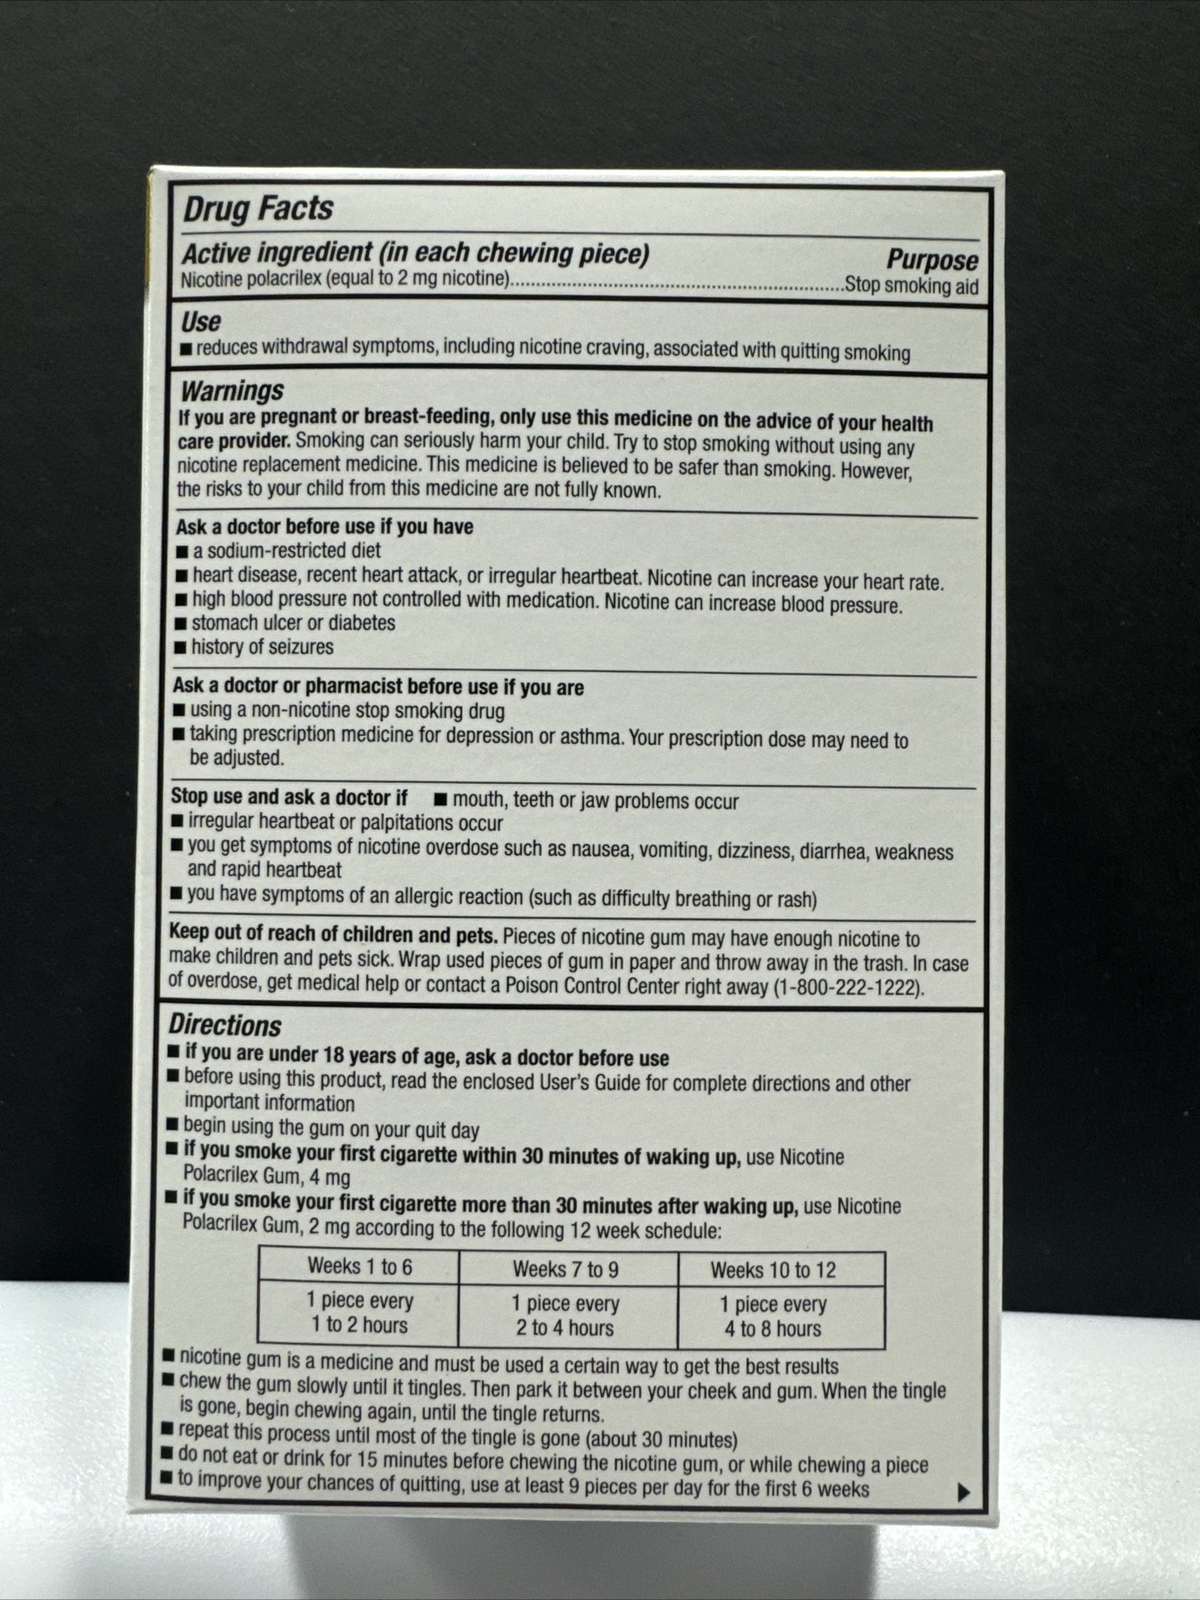 Drug Facts
Active ingredient (in each chewing piece) Purpose
Nicotine polacrilex (equal to 2 mg nicotine)..............................................................Stop smoking aid
Use
■ reduces withdrawal symptoms, including nicotine craving, associated with quitting smoking
Warnings
If you are pregnant or breast-feeding, only use this medicine on the advice of your health
care provider. Smoking can seriously harm your child. Try to stop smoking without using any
nicotine replacement medicine. This medicine is believed to be safer than smoking. However,
the risks to your child from this medicine are not fully known.
Ask a doctor before use if you have
■ a sodium-restricted diet
■ heart disease, recent heart attack, or irregular heartbeat. Nicotine can increase your heart rate.
■ high blood pressure not controlled with medication. Nicotine can increase blood pressure.
■ stomach ulcer or diabetes
■ history of seizures
Ask a doctor or pharmacist before use if you are
■ using a non-nicotine stop smoking drug
■ taking prescription medicine for depression or asthma. Your prescription dose may need to
be adjusted.
Stop use and ask a doctor if ■ mouth, teeth or jaw problems occur
■ irregular heartbeat or palpitations occur
■ you get symptoms of nicotine overdose such as nausea, vomiting, dizziness, diarrhea, weakness
and rapid heartbeat
■ you have symptoms of an allergic reaction (such as difficulty breathing or rash)
Keep out of reach of children and pets. Pieces of nicotine gum may have enough nicotine to
make children and pets sick. Wrap used pieces of gum in paper and throw away in the trash. In case
of overdose, get medical help or contact a Poison Control Center right away (1-800-222-1222).
Directions
■ if you are under 18 years of age, ask a doctor before use
■ before using this product, read the enclosed User's Guide for complete directions and other
important information
■ begin using the gum on your quit day
■ if you smoke your first cigarette within 30 minutes of waking up, use Nicotine
Polacrilex Gum, 4 mg
■ if you smoke your first cigarette more than 30 minutes after waking up, use Nicotine
Polacrilex Gum, 2 mg according to the following 12 week schedule:
Weeks 1 to 6 Weeks 7 to 9 Weeks 10 to 12
1 piece every 1 piece every 1 piece every
1 to 2 hours 2 to 4 hours 4 to 8 hours
■ nicotine gum is a medicine and must be used a certain way to get the best results
■ chew the gum slowly until it tingles. Then park it between your cheek and gum. When the tingle
is gone, begin chewing again, until the tingle returns.
■ repeat this process until most of the tingle is gone (about 30 minutes)
■ do not eat or drink for 15 minutes before chewing the nicotine gum, or while chewing a piece
■ to improve your chances of quitting, use at least 9 pieces per day for the first 6 weeks